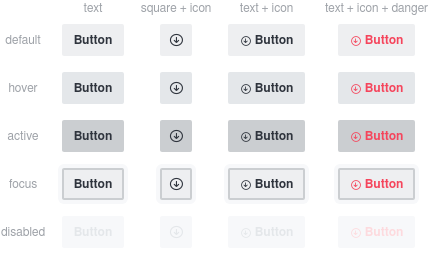 text square + icon text + icon text + icon + danger
default Button Button Button
hover Button Button Button
active Button Button Button
focus Button Button Button
disabled Button Button Button